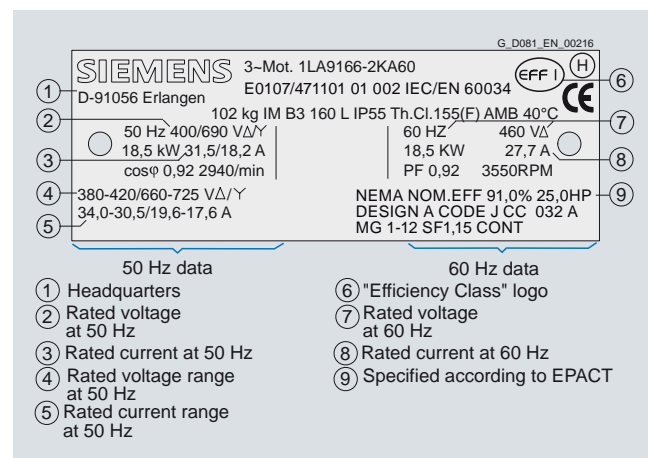 G_D081_EN_00216
SIEMENS 3~Mot. 1LA9166-2KA60 EFF I H
D-91056 Erlangen E0107/471101 01 002 IEC/EN 60034 CE
102 kg IM B3 160 L IP55 Th.Cl.155(F) AMB 40°C
50 Hz 400/690 V△/Y 60 HZ 460 V△
18,5 kW 31,5/18,2 A 18,5 KW 27,7 A
cosφ 0,92 2940/min PF 0,92 3550RPM
380-420/660-725 V△/Y NEMA NOM.EFF 91,0% 25,0HP
34,0-30,5/19,6-17,6 A DESIGN A CODE J CC 032 A
MG 1-12 SF1,15 CONT
1
2
3
4
5
6
7
8
9
50 Hz data
60 Hz data
1 Headquarters
2 Rated voltage
at 50 Hz
3 Rated current at 50 Hz
4 Rated voltage range
at 50 Hz
5 Rated current range
at 50 Hz
6 "Efficiency Class" logo
7 Rated voltage
at 60 Hz
8 Rated current at 60 Hz
9 Specified according to EPACT